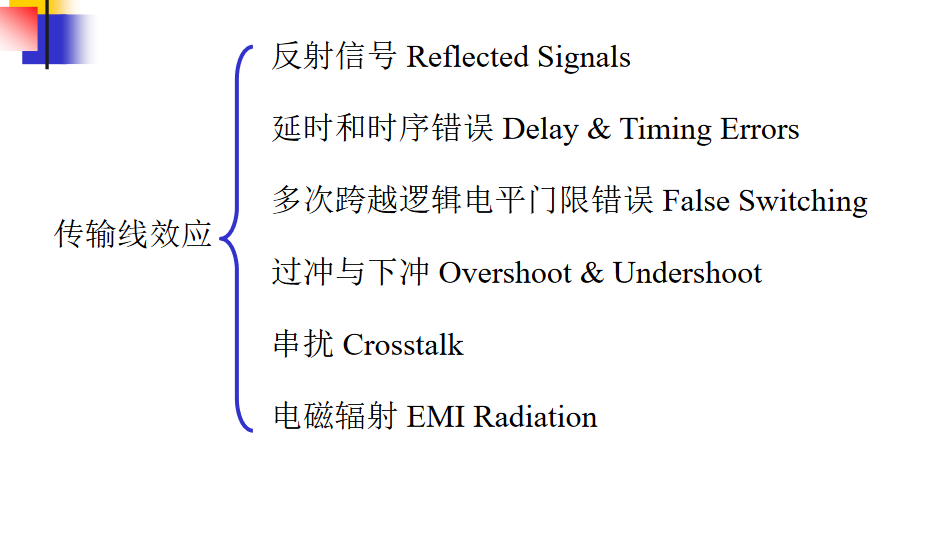 反射信号 Reflected Signals
延时和时序错误 Delay & Timing Errors
多次跨越逻辑电平门限错误 False Switching
传输线效应
过冲与下冲 Overshoot & Undershoot
串扰 Crosstalk
电磁辐射 EMI Radiation